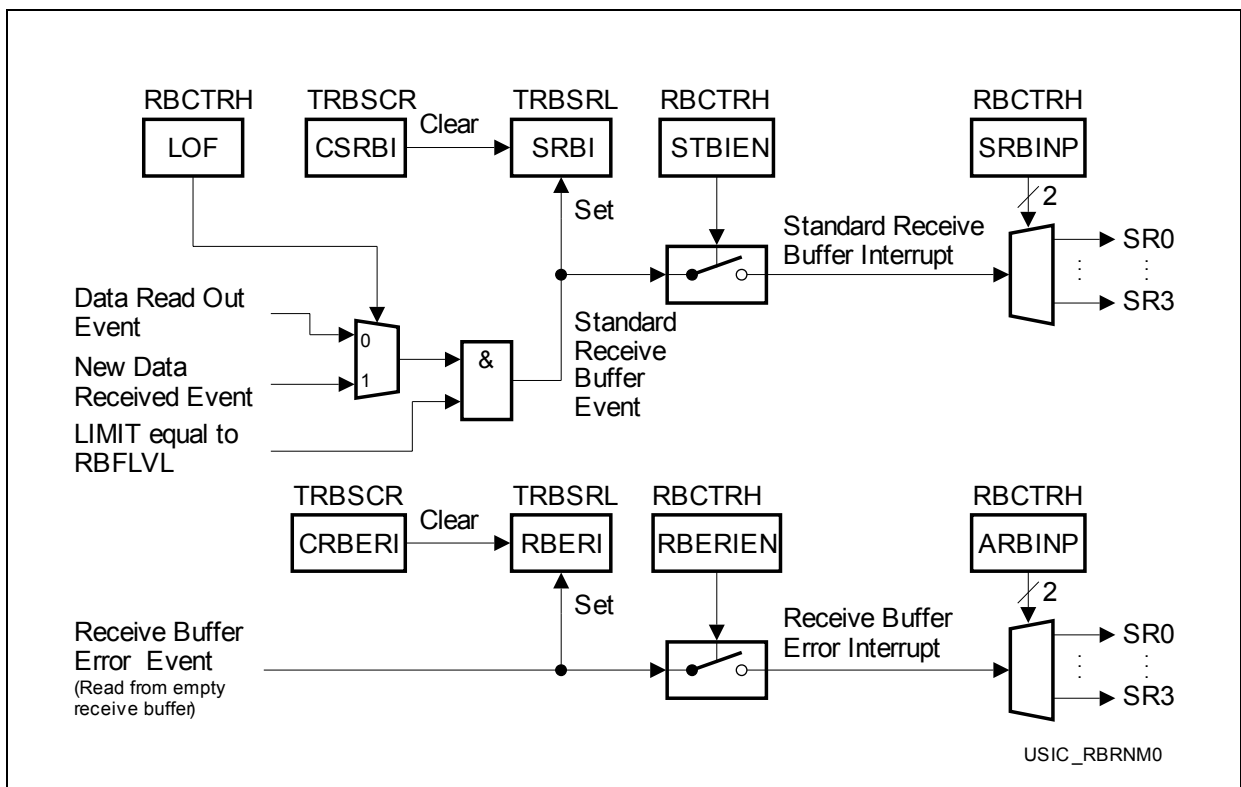 RBCTRH TRBSCR TRBSRL RBCTRH RBCTRH
LOF CSRBI Clear SRBI STBIEN SRBINP
Set
2
Standard Receive
Buffer Interrupt
SR0
SR3
Data Read Out
Event
0
New Data
Received Event
1
&
Standard
Receive
Buffer
Event
LIMIT equal to
RBFLVL
TRBSCR TRBSRL RBCTRH RBCTRH
CRBERI Clear RBERI RBERIEN ARBINP
Set
2
Receive Buffer
Error Event
(Read from empty
receive buffer)
Receive Buffer
Error Interrupt
SR0
SR3
USIC_RBRNM0